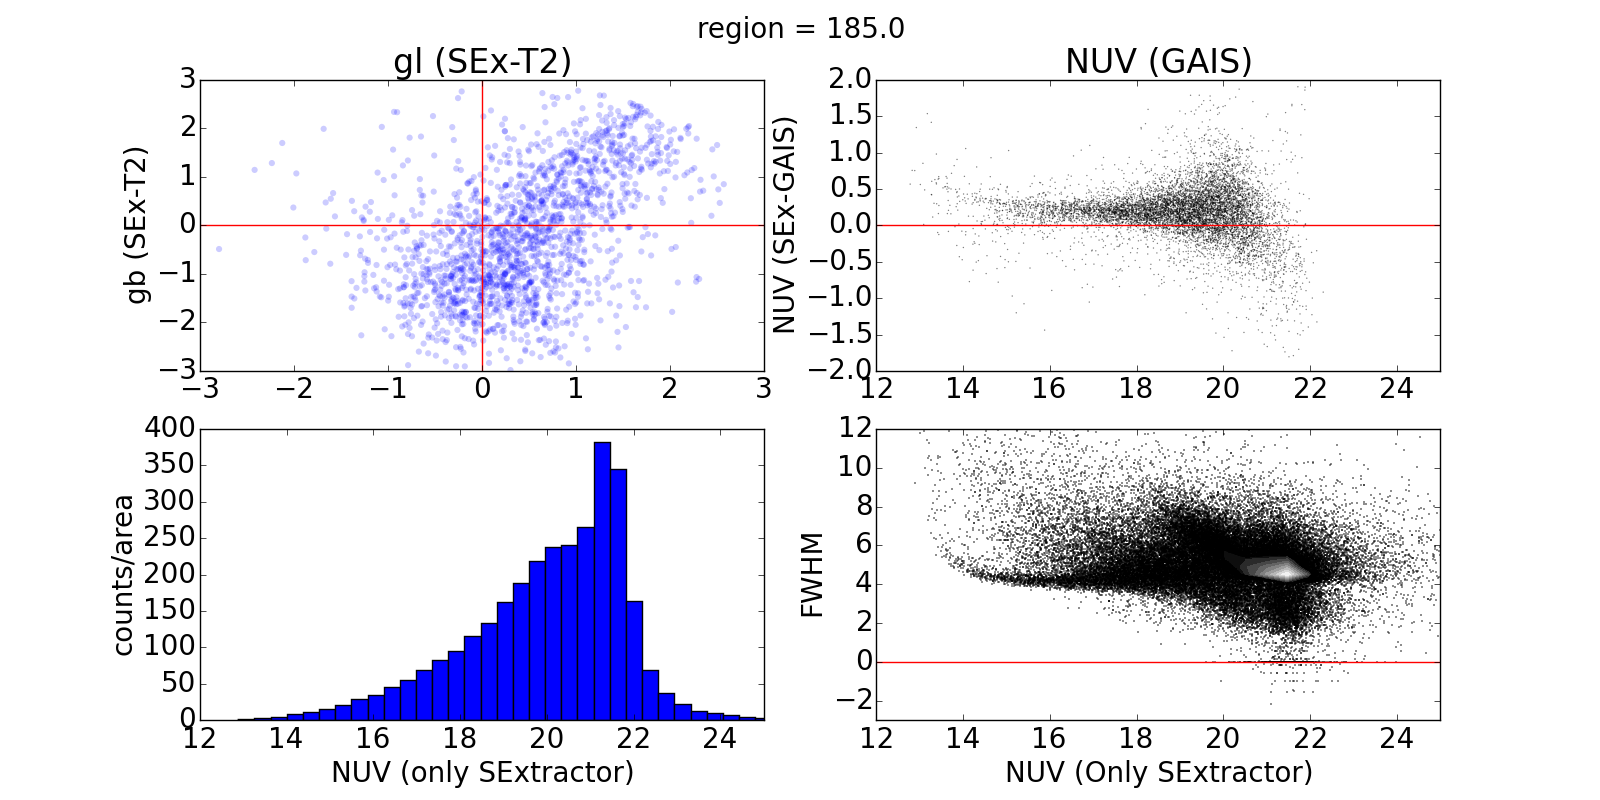 region = 185.0
gl (SEx-T2)
NUV (GAIS)
gb (SEx-T2)
3
2
1
0
−1
−2
−3
−3 −2 −1 0 1 2 3
NUV (SEx-GAIS)
2.0
1.5
1.0
0.5
0.0
−0.5
−1.0
−1.5
−2.0
12 14 16 18 20 22 24
counts/area
400
350
300
250
200
150
100
50
0
12 14 16 18 20 22 24
NUV (only SExtractor)
FWHM
12
10
8
6
4
2
0
−2
12 14 16 18 20 22 24
NUV (Only SExtractor)